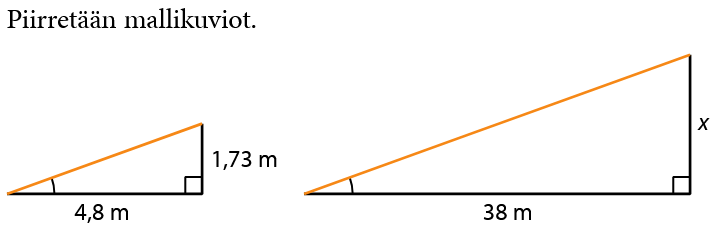 Piirretään mallikuviot.
x
1,73 m
4,8 m
38 m